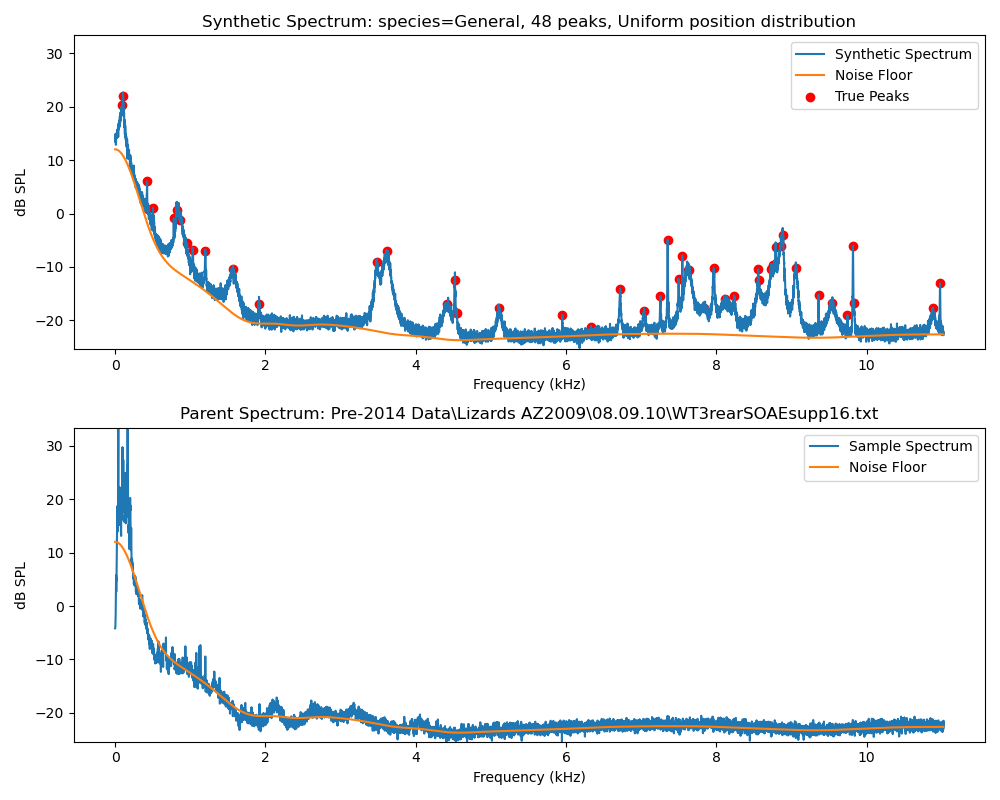 Synthetic Spectrum: species=General, 48 peaks, Uniform position distribution
30
20
10
0
−10
−20
dB SPL
Synthetic Spectrum
Noise Floor
True Peaks
0 2 4 6 8 10
Frequency (kHz)
Parent Spectrum: Pre-2014 Data\Lizards AZ2009\08.09.10\WT3rearSOAEsupp16.txt
30
20
10
0
−10
−20
dB SPL
Sample Spectrum
Noise Floor
0 2 4 6 8 10
Frequency (kHz)